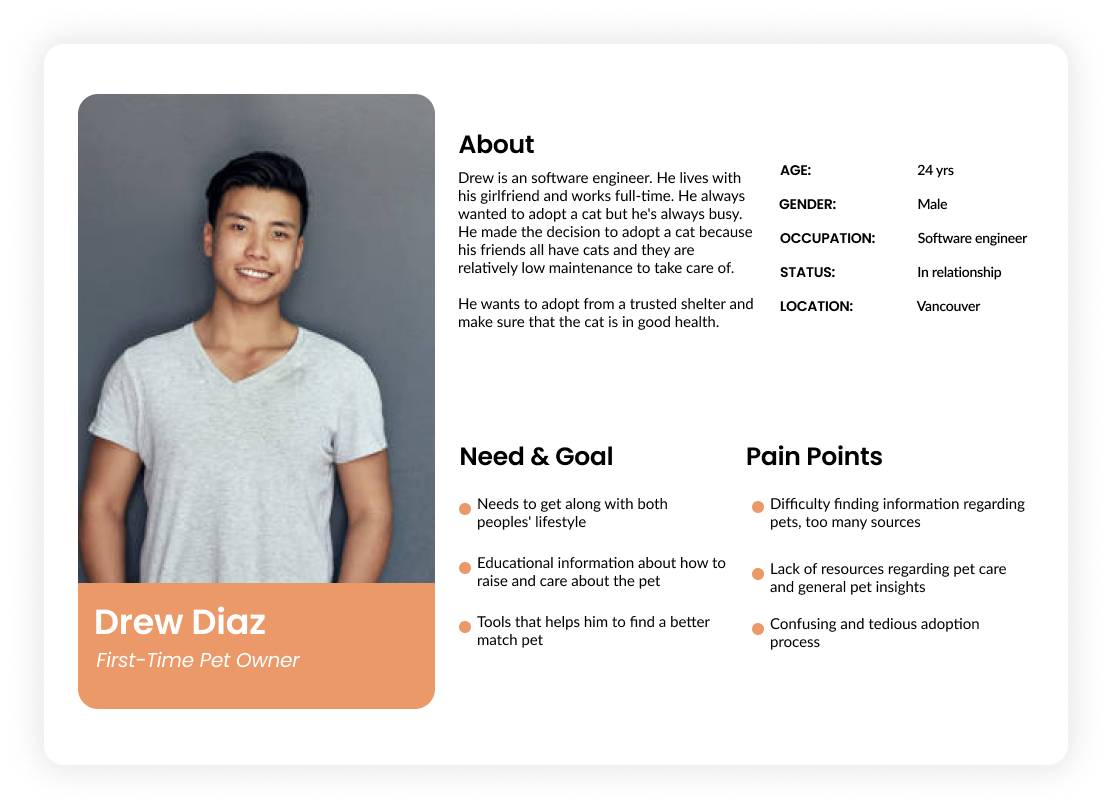 About
Drew is an software engineer. He lives with
his girlfriend and works full-time. He always
wanted to adopt a cat but he's always busy.
He made the decision to adopt a cat because
his friends all have cats and they are
relatively low maintenance to take care of.
He wants to adopt from a trusted shelter and
make sure that the cat is in good health.
AGE: 24 yrs
GENDER: Male
OCCUPATION: Software engineer
STATUS: In relationship
LOCATION: Vancouver
Need & Goal
Needs to get along with both
peoples' lifestyle
Educational information about how to
raise and care about the pet
Tools that helps him to find a better
match pet
Pain Points
Difficulty finding information regarding
pets, too many sources
Lack of resources regarding pet care
and general pet insights
Confusing and tedious adoption
process
Drew Diaz
First-Time Pet Owner